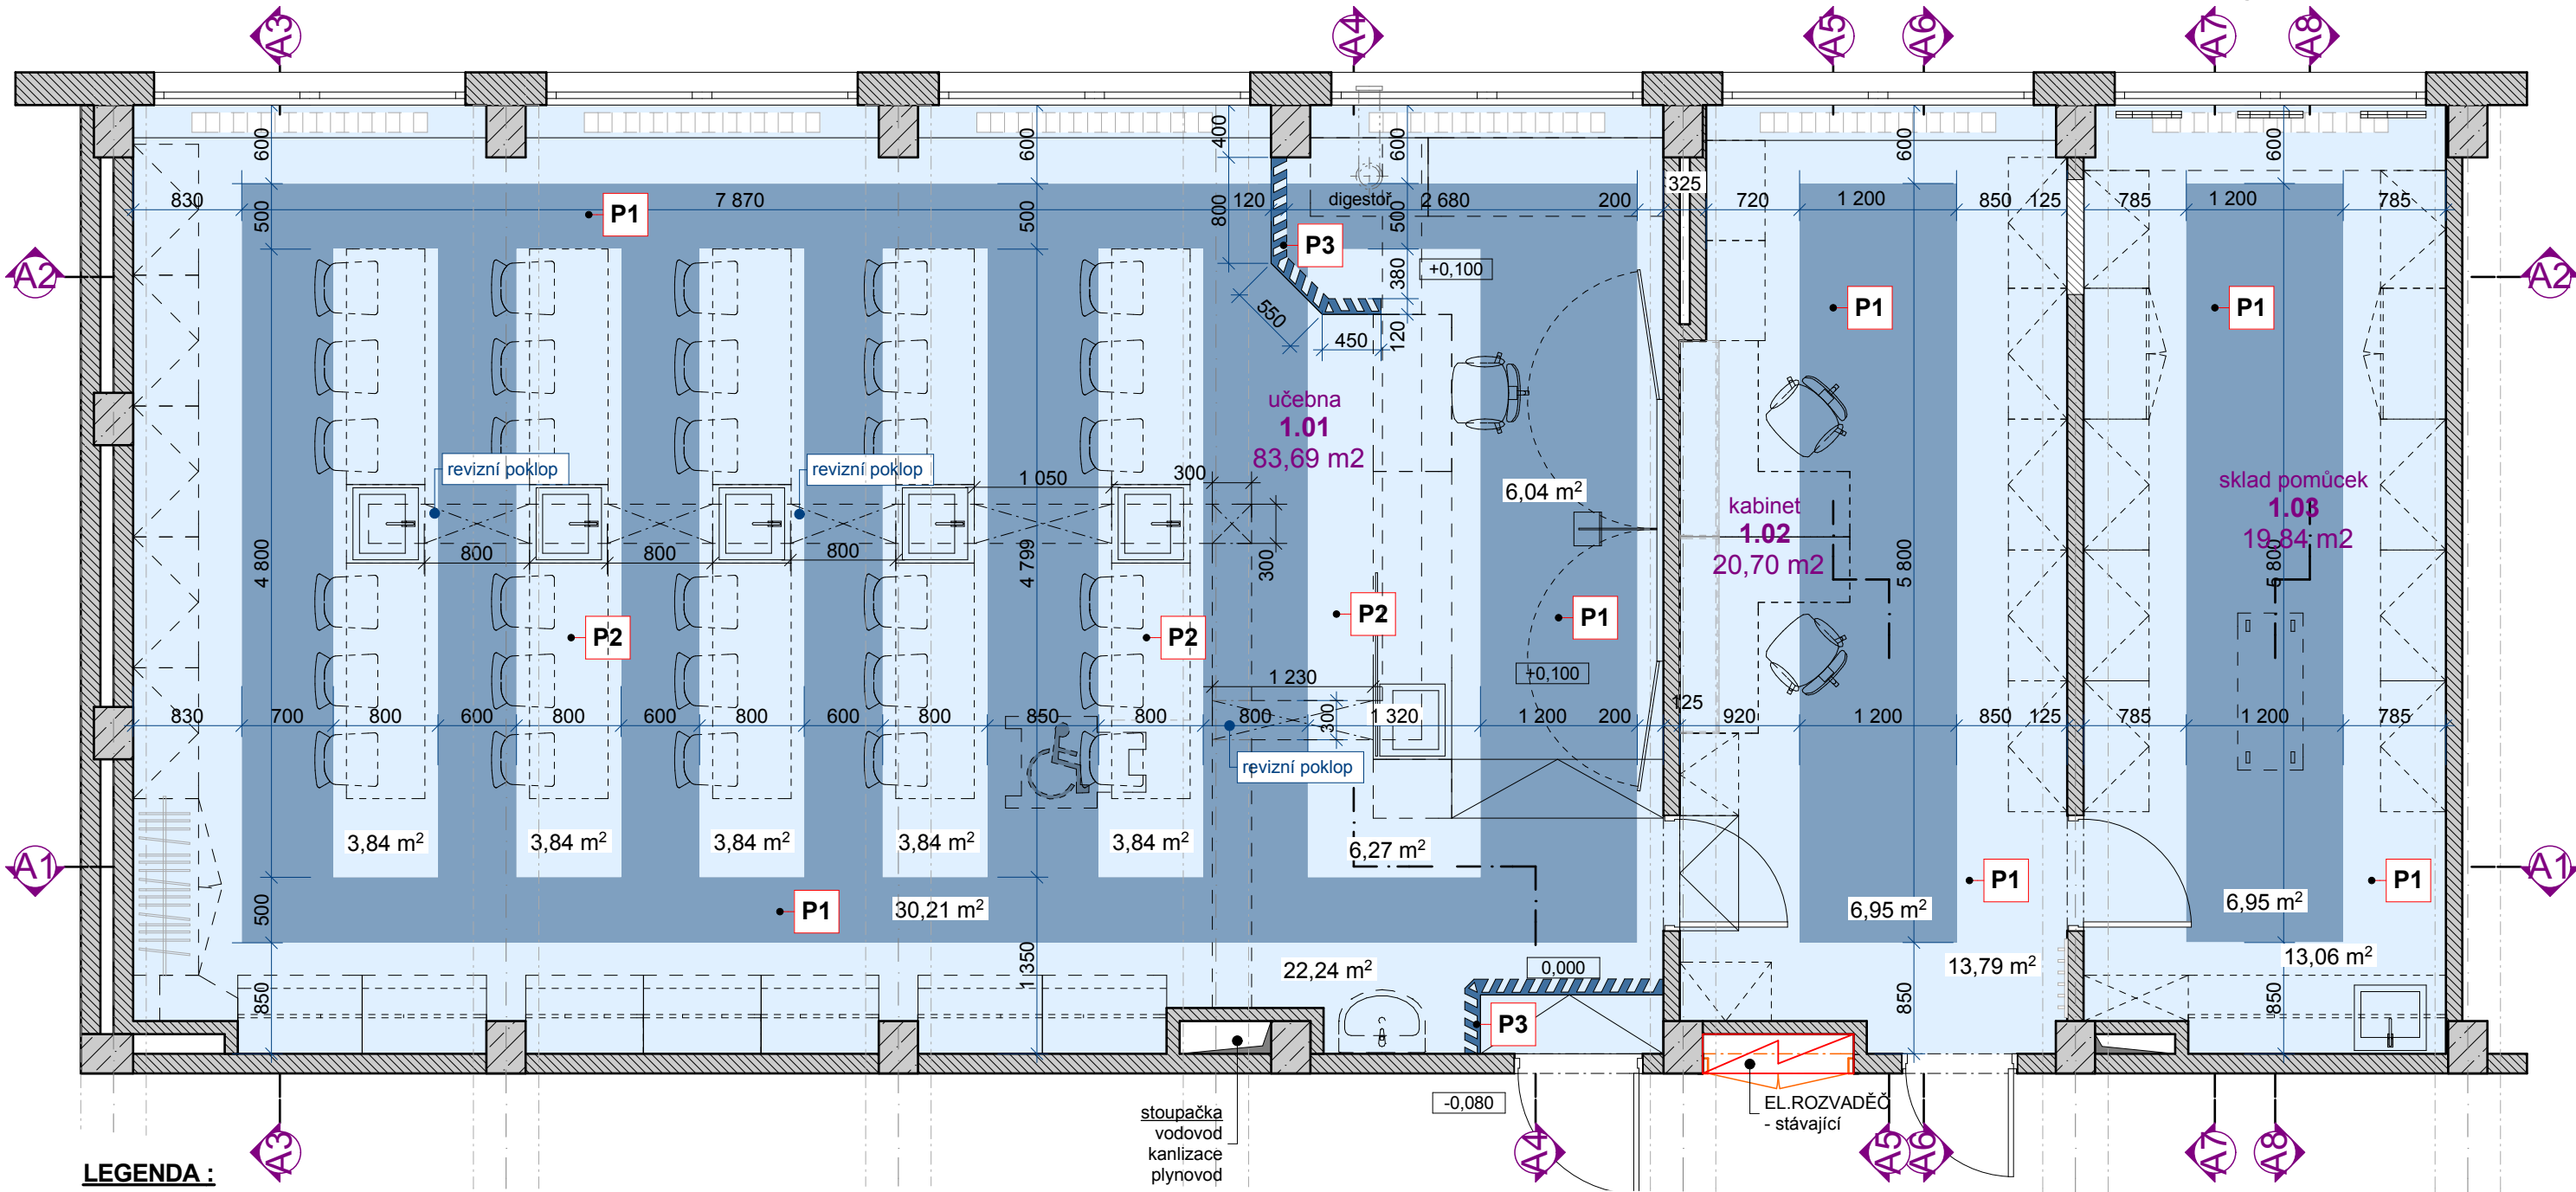 A3
A4
A5
A6
A7
A8
600
600
400
600
600
600
830
7 870
120
digestoř
2 680
200
325
720
1 200
850
125
785
1 200
785
P1
500
500
800
500
P3
+0,100
380
A2
A2
P1
P1
550
450
120
učebna
1.01
83,69 m2
revizní poklop
revizní poklop
1 050
300
6,04 m²
kabinet
1.02
20,70 m2
sklad pomůcek
1.03
19,84 m2
800
800
800
300
4 800
4 799
5 800
5 800
P2
P2
P2
P1
+0,100
1 230
830
700
800
600
800
600
800
600
800
850
800
800
300
1 320
1 200
200
125
920
1 200
850
125
785
1 200
785
revizní poklop
3,84 m²
3,84 m²
3,84 m²
3,84 m²
3,84 m²
6,27 m²
A1
A1
P1
P1
500
P1
30,21 m²
6,95 m²
6,95 m²
850
1 350
22,24 m²
0,000
13,79 m²
13,06 m²
850
850
P3
stoupačka
vodovod
kanlizace
plynovod
-0,080
EL.ROZVADĚČ
- stávající
A3
A4
A5
A6
A7
A8
LEGENDA :